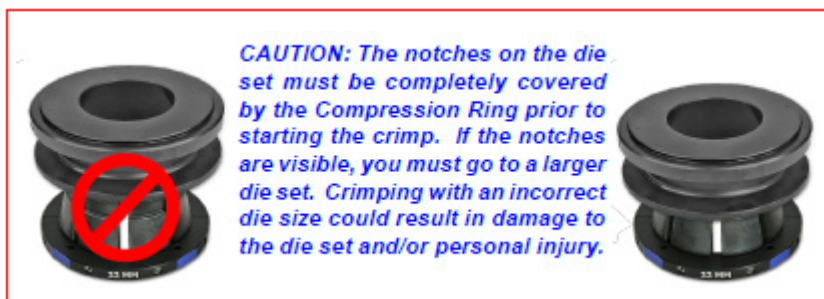 CAUTION: The notches on the die
set must be completely covered
by the Compression Ring prior to
starting the crimp. If the notches
are visible, you must go to a larger
die set. Crimping with an incorrect
die size could result in damage to
the die set and/or personal injury.
33 MM
33 MM